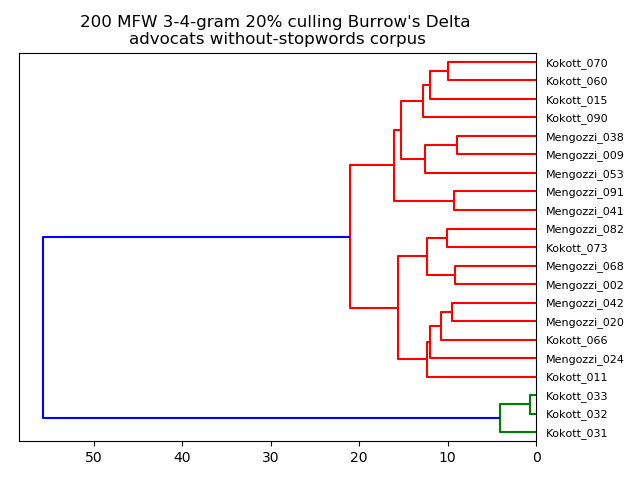 200 MFW 3-4-gram 20% culling Burrow's Delta
advocats without-stopwords corpus
Kokott_070
Kokott_060
Kokott_015
Kokott_090
Mengozzi_038
Mengozzi_009
Mengozzi_053
Mengozzi_091
Mengozzi_041
Mengozzi_082
Kokott_073
Mengozzi_068
Mengozzi_002
Mengozzi_042
Mengozzi_020
Kokott_066
Mengozzi_024
Kokott_011
Kokott_033
Kokott_032
Kokott_031
50 40 30 20 10 0